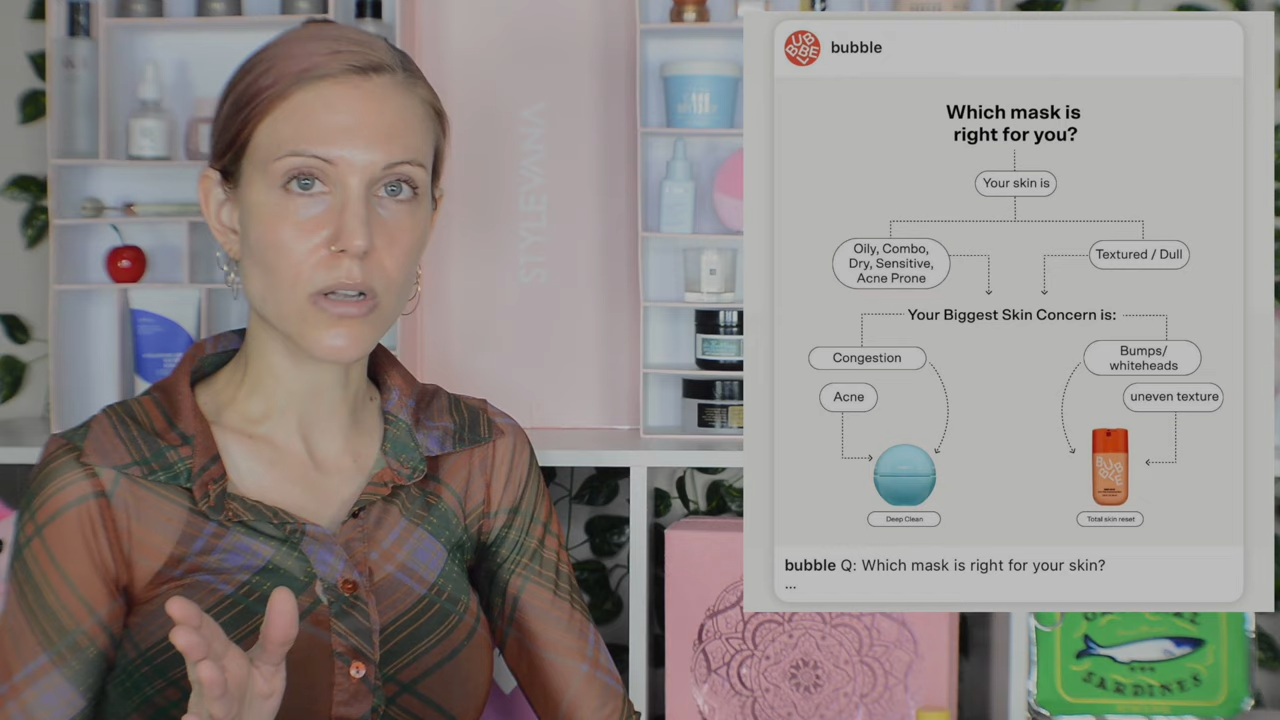 STYLEVANA
BUBBLE
bubble
Which mask is
right for you?
Your skin is
Oily, Combo,
Dry, Sensitive,
Acne Prone
Textured / Dull
Your Biggest Skin Concern is:
Congestion
Bumps/
whiteheads
Acne
uneven texture
BUBBLE
Deep Clean
Total skin reset
bubble Q: Which mask is right for your skin?
...
SARDINES